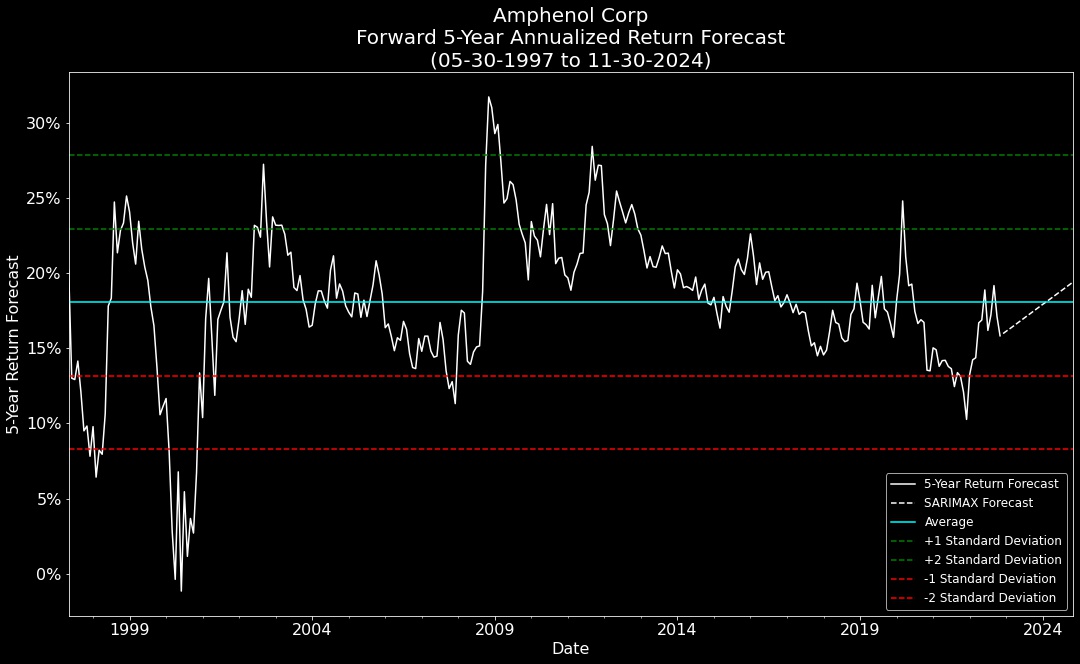 Amphenol Corp
Forward 5-Year Annualized Return Forecast
(05-30-1997 to 11-30-2024)
5-Year Return Forecast
30%
25%
20%
15%
10%
5%
0%
1999
2004
2009
2014
2019
2024
Date
5-Year Return Forecast
SARIMAX Forecast
Average
+1 Standard Deviation
+2 Standard Deviation
-1 Standard Deviation
-2 Standard Deviation